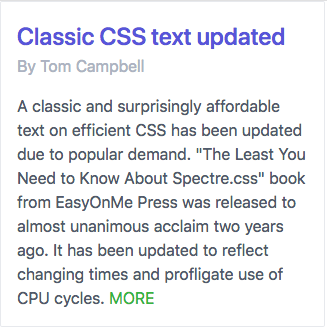 Classic CSS text updated
By Tom Campbell
A classic and surprisingly affordable
text on efficient CSS has been updated
due to popular demand. "The Least You
Need to Know About Spectre.css" book
from EasyOnMe Press was released to
almost unanimous acclaim two years
ago. It has been updated to reflect
changing times and profligate use of
CPU cycles. MORE